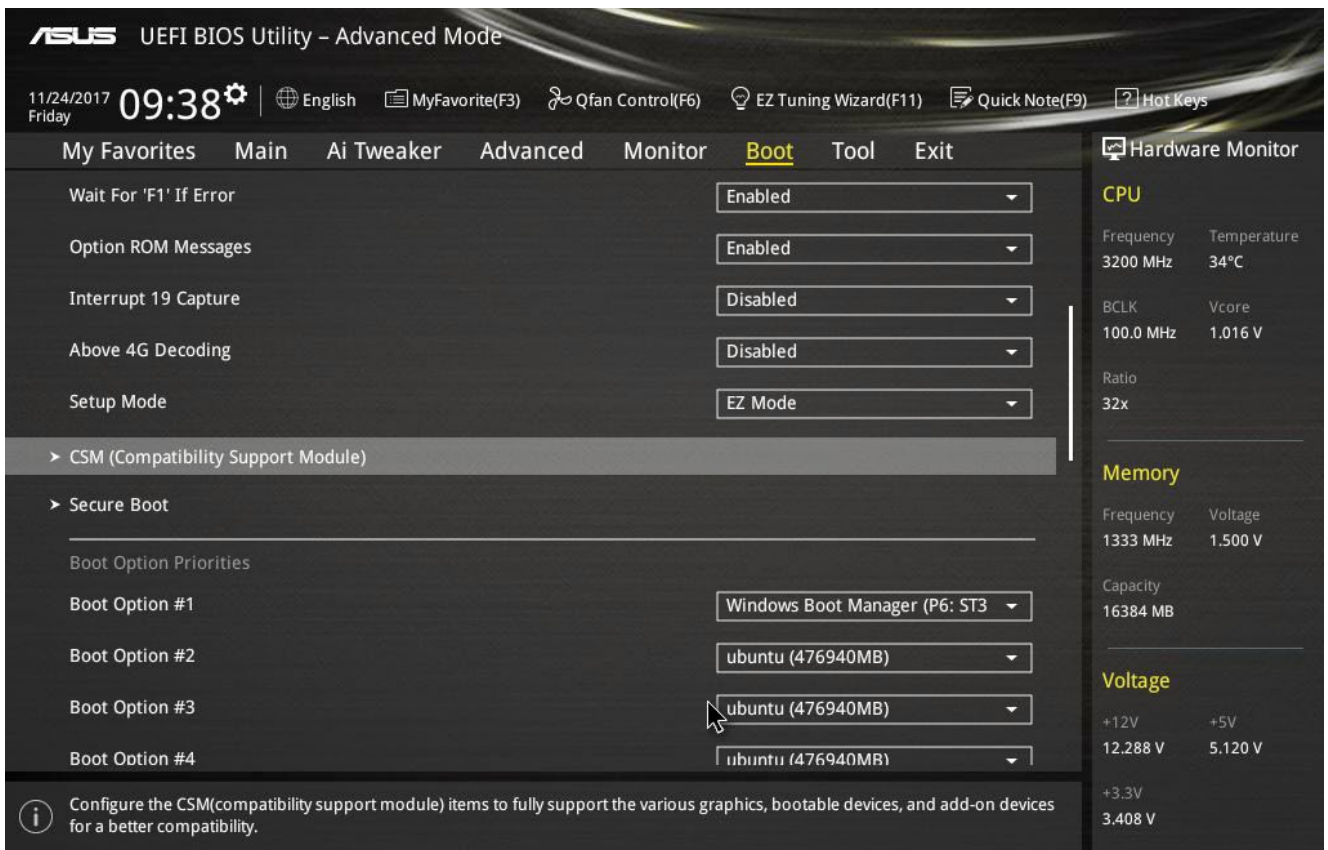 ASUS UEFI BIOS Utility – Advanced Mode
11/24/2017 Friday 09:38 English MyFavorite(F3) Qfan Control(F6) EZ Tuning Wizard(F11) Quick Note(F9) ? Hot Keys
My Favorites Main Ai Tweaker Advanced Monitor Boot Tool Exit
Wait For 'F1' If Error Enabled
Option ROM Messages Enabled
Interrupt 19 Capture Disabled
Above 4G Decoding Disabled
Setup Mode EZ Mode
CSM (Compatibility Support Module)
Secure Boot
Boot Option Priorities
Boot Option #1 Windows Boot Manager (P6: ST3
Boot Option #2 ubuntu (476940MB)
Boot Option #3 ubuntu (476940MB)
Boot Option #4 ubuntu (476940MB)
Configure the CSM(compatibility support module) items to fully support the various graphics, bootable devices, and add-on devices
for a better compatibility.
Hardware Monitor
CPU
Frequency Temperature
3200 MHz 34°C
BCLK Vcore
100.0 MHz 1.016 V
Ratio
32x
Memory
Frequency Voltage
1333 MHz 1.500 V
Capacity
16384 MB
Voltage
+12V +5V
12.288 V 5.120 V
+3.3V
3.408 V